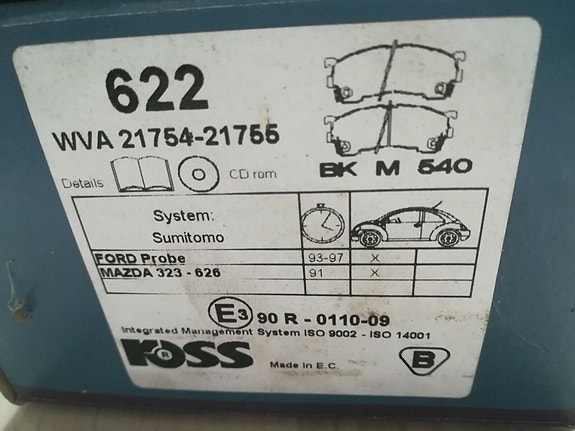 622
WVA 21754-21755
BK M 540
Details
CD rom
System:
Sumitomo
FORD Probe 93-97 X
MAZDA 323 - 626 91 X
E3 90 R - 0110-09
Integrated Management System ISO 9002 - ISO 14001
ross R
Made in E.C.
B